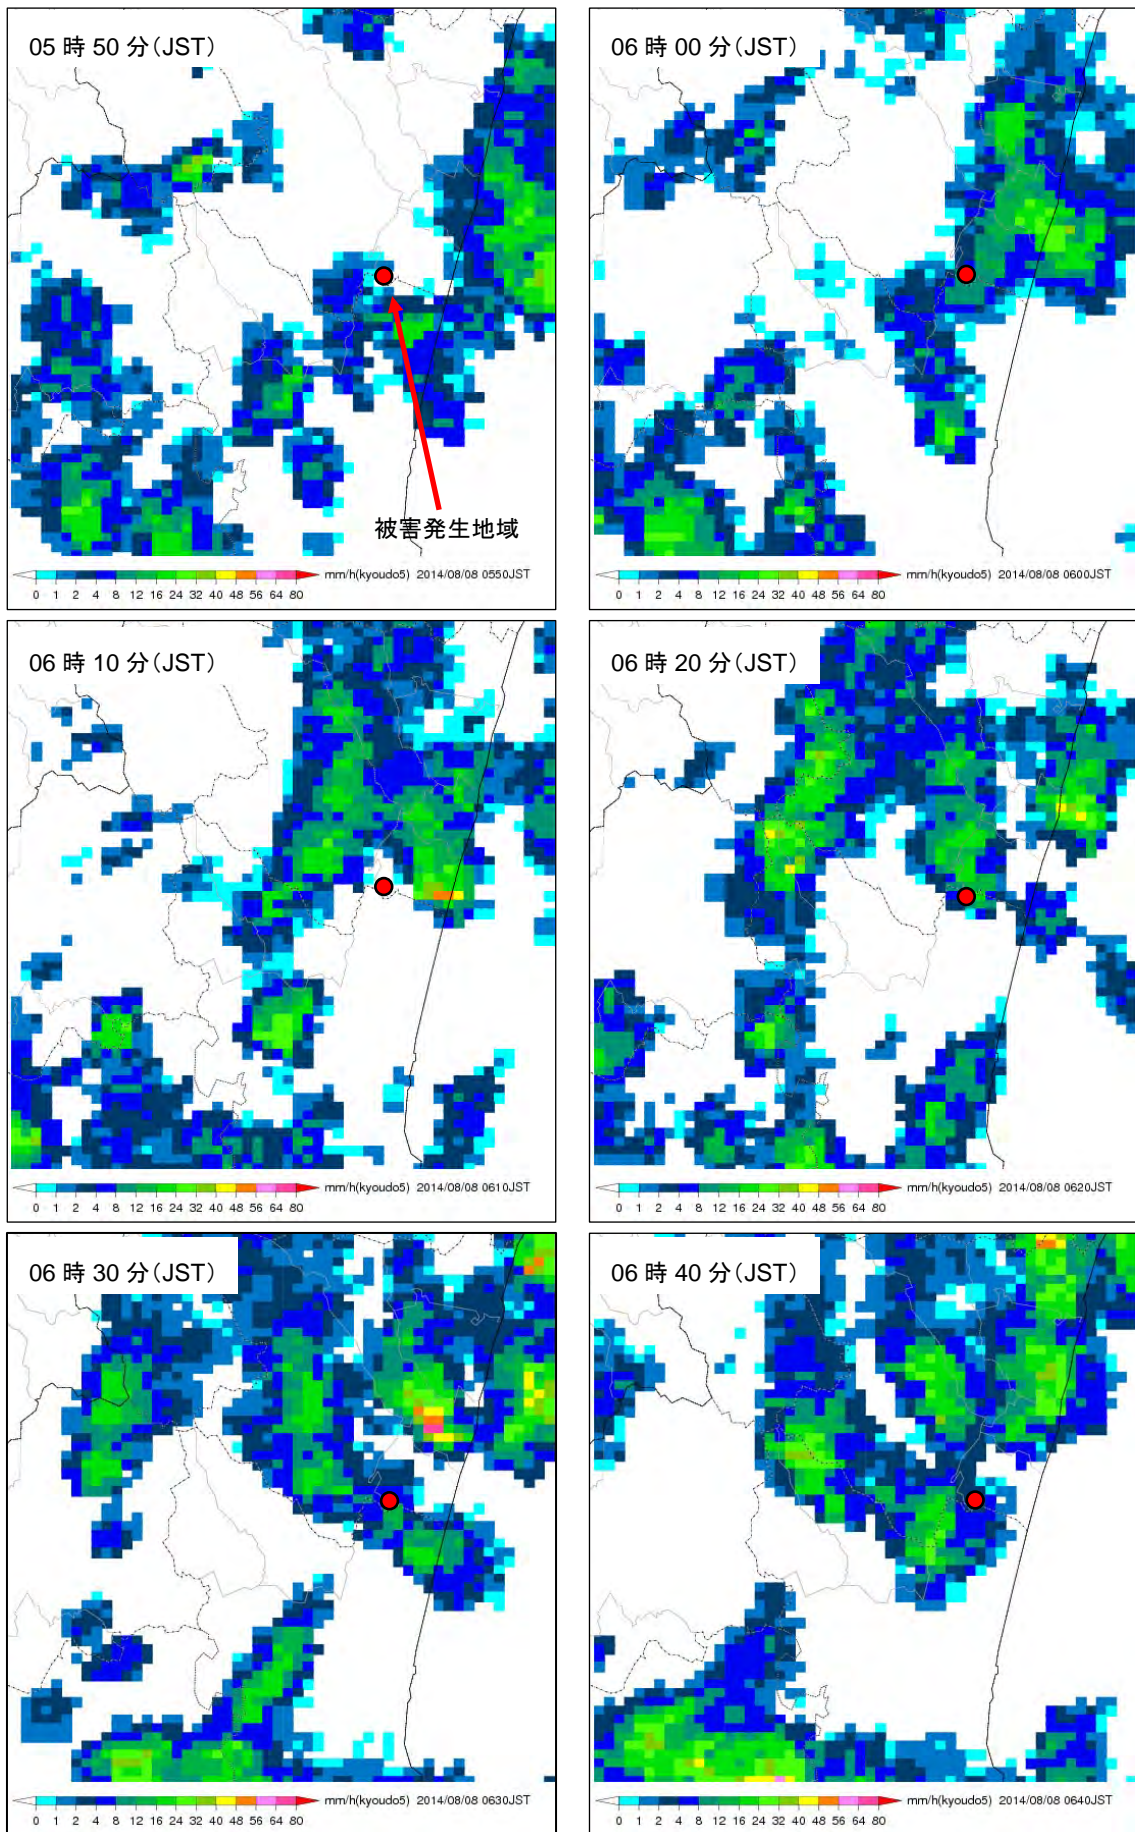 05 時 50 分（JST）
被害発生地域
0 1 2 4 8 12 16 24 32 40 48 56 64 80
mm/h(kyoudo5) 2014/08/08 0550JST
06 時 00 分（JST）
0 1 2 4 8 12 16 24 32 40 48 56 64 80
mm/h(kyoudo5) 2014/08/08 0600JST
06 時 10 分（JST）
0 1 2 4 8 12 16 24 32 40 48 56 64 80
mm/h(kyoudo5) 2014/08/08 0610JST
06 時 20 分（JST）
0 1 2 4 8 12 16 24 32 40 48 56 64 80
mm/h(kyoudo5) 2014/08/08 0620JST
06 時 30 分（JST）
0 1 2 4 8 12 16 24 32 40 48 56 64 80
mm/h(kyoudo5) 2014/08/08 0630JST
06 時 40 分（JST）
0 1 2 4 8 12 16 24 32 40 48 56 64 80
mm/h(kyoudo5) 2014/08/08 0640JST